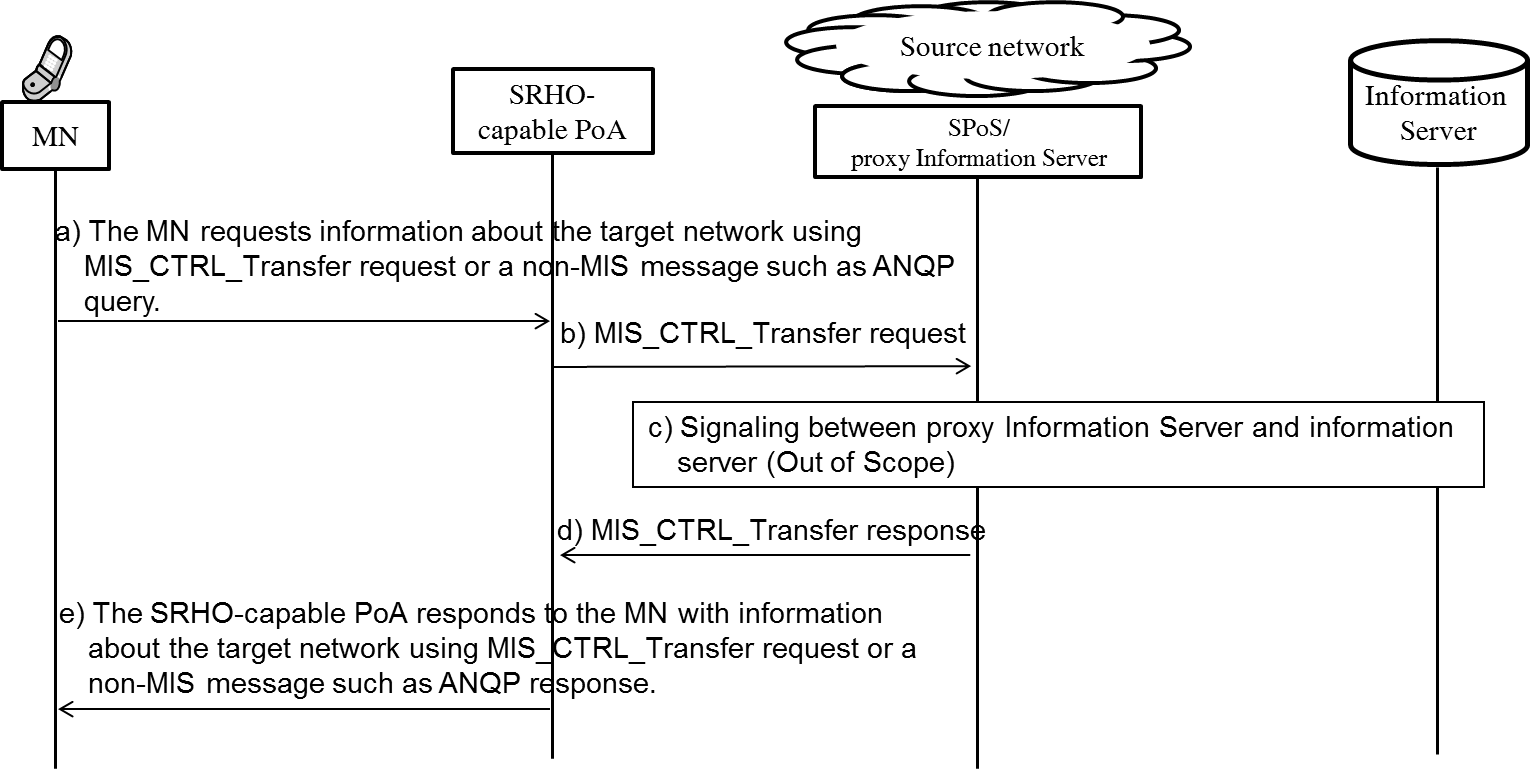 Source network
SRHO-
capable PoA
Information
Server
MN
SPoS/
proxy Information Server
a) The MN requests information about the target network using
MIS_CTRL_Transfer request or a non-MIS message such as ANQP
query.
b) MIS_CTRL_Transfer request
c) Signaling between proxy Information Server and information
server (Out of Scope)
d) MIS_CTRL_Transfer response
e) The SRHO-capable PoA responds to the MN with information
about the target network using MIS_CTRL_Transfer request or a
non-MIS message such as ANQP response.